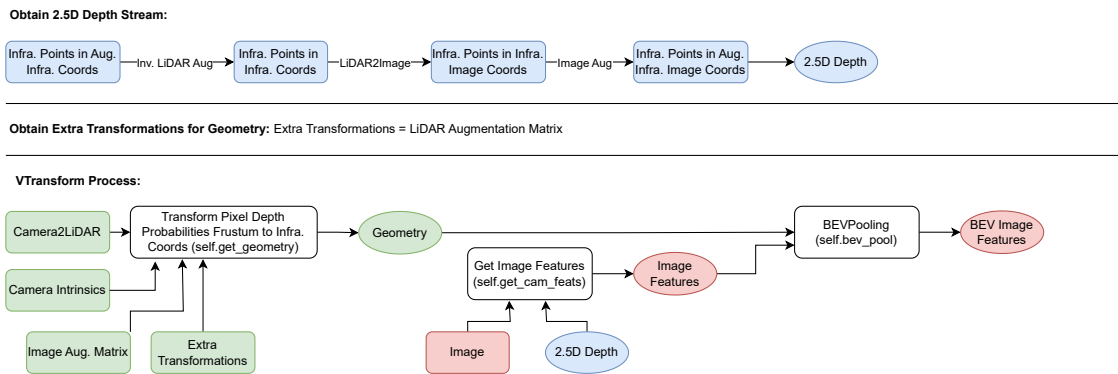 Obtain 2.5D Depth Stream:
Infra. Points in Aug.
Infra. Coords
Inv. LiDAR Aug
Infra. Points in
Infra. Coords
LiDAR2Image
Infra. Points in Infra.
Image Coords
Image Aug
Infra. Points in Aug.
Infra. Image Coords
2.5D Depth
Obtain Extra Transformations for Geometry: Extra Transformations = LiDAR Augmentation Matrix
VTransform Process:
Camera2LiDAR
Transform Pixel Depth
Probabilities Frustum to Infra.
Coords (self.get_geometry)
Geometry
BEVPooling
(self.bev_pool)
BEV Image
Features
Camera Intrinsics
Get Image Features
(self.get_cam_feats)
Image
Features
Image Aug. Matrix
Extra
Transformations
Image
2.5D Depth